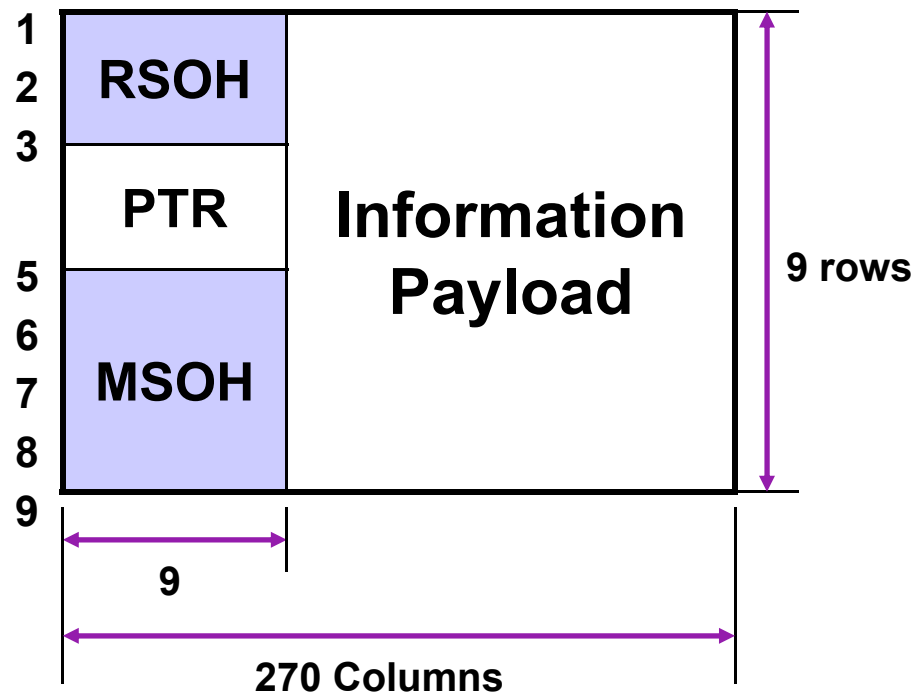 1
2
3
5
6
7
8
9
RSOH
PTR
MSOH
Information
Payload
9 rows
9
270 Columns